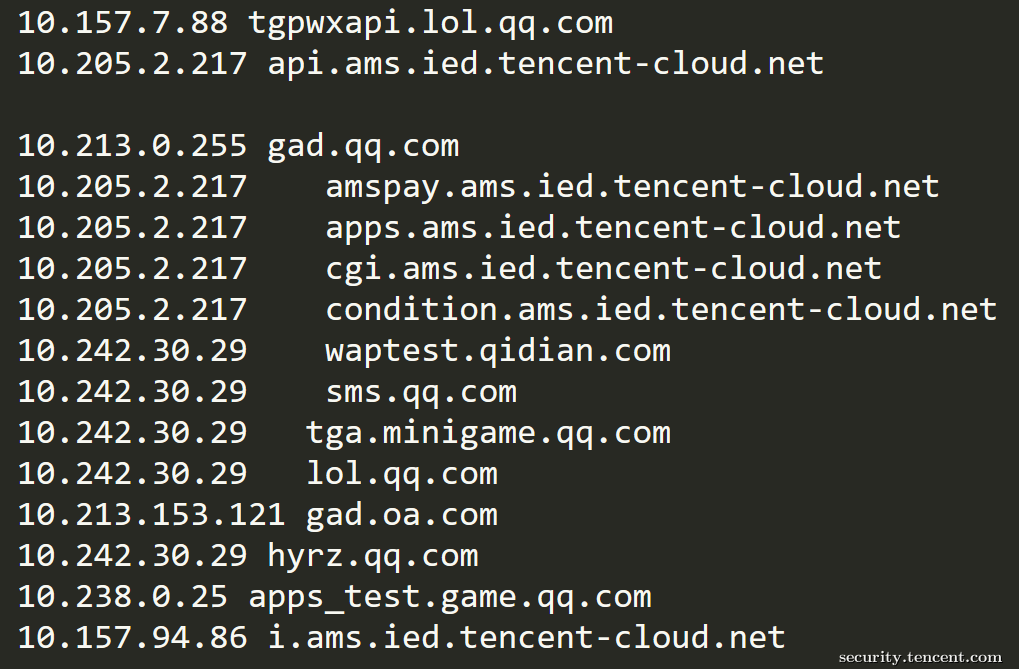 10.157.7.88 tgpwxapi.lol.qq.com
10.205.2.217 api.ams.ied.tencent-cloud.net
10.213.0.255 gad.qq.com
10.205.2.217    amspay.ams.ied.tencent-cloud.net
10.205.2.217    apps.ams.ied.tencent-cloud.net
10.205.2.217    cgi.ams.ied.tencent-cloud.net
10.205.2.217    condition.ams.ied.tencent-cloud.net
10.242.30.29    waptest.qidian.com
10.242.30.29    sms.qq.com
10.242.30.29   tga.minigame.qq.com
10.242.30.29   lol.qq.com
10.213.153.121 gad.oa.com
10.242.30.29 hyrz.qq.com
10.238.0.25 apps_test.game.qq.com
10.157.94.86 i.ams.ied.tencent-cloud.net
security.tencent.com